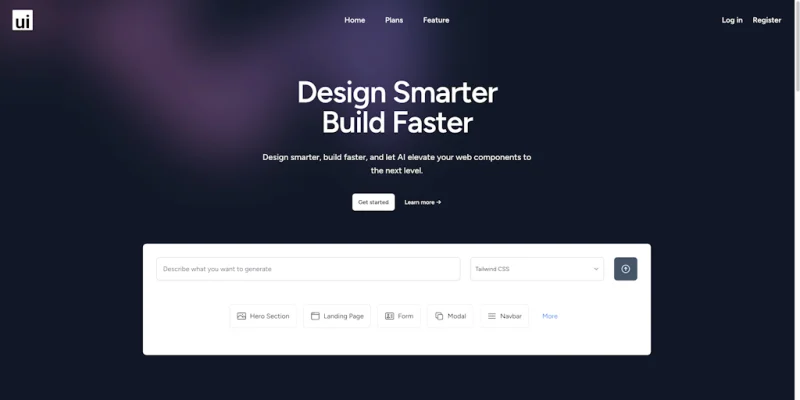 ui
Home Plans Feature
Log in Register
Design Smarter
Build Faster
Design smarter, build faster, and let AI elevate your web components to
the next level.
Get started Learn more →
Describe what you want to generate
Tailwind CSS
Hero Section Landing Page Form Modal Navbar More